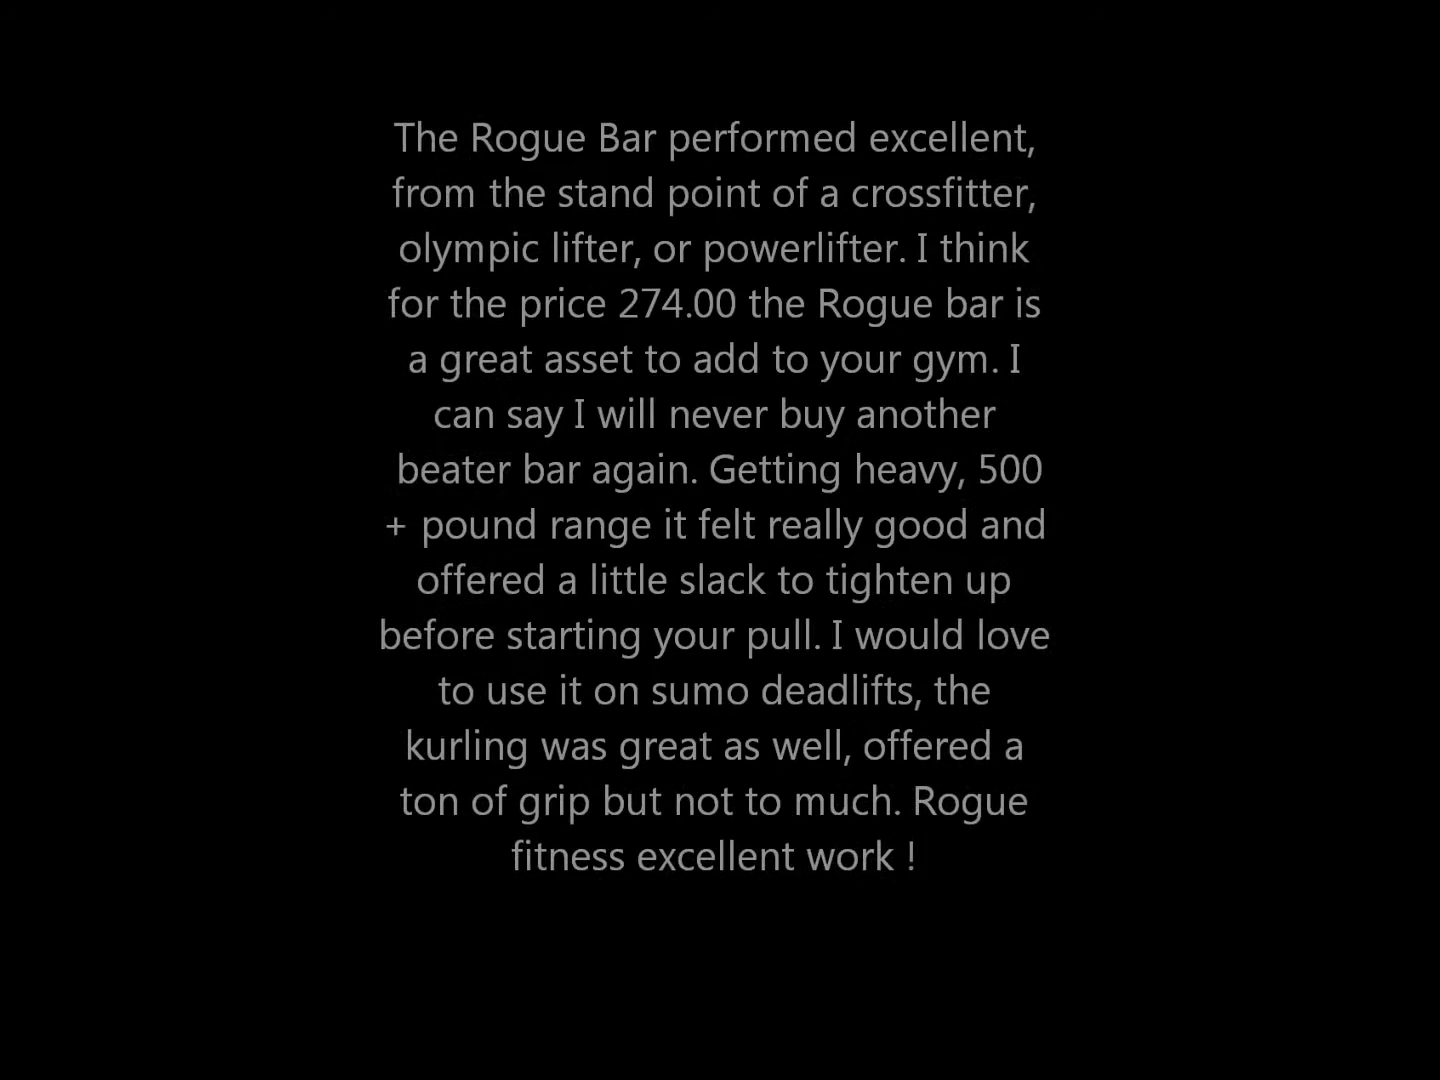 The Rogue Bar performed excellent,
from the stand point of a crossfitter,
olympic lifter, or powerlifter. I think
for the price 274.00 the Rogue bar is
a great asset to add to your gym. I
can say I will never buy another
beater bar again. Getting heavy, 500
+ pound range it felt really good and
offered a little slack to tighten up
before starting your pull. I would love
to use it on sumo deadlifts, the
kurling was great as well, offered a
ton of grip but not to much. Rogue
fitness excellent work !